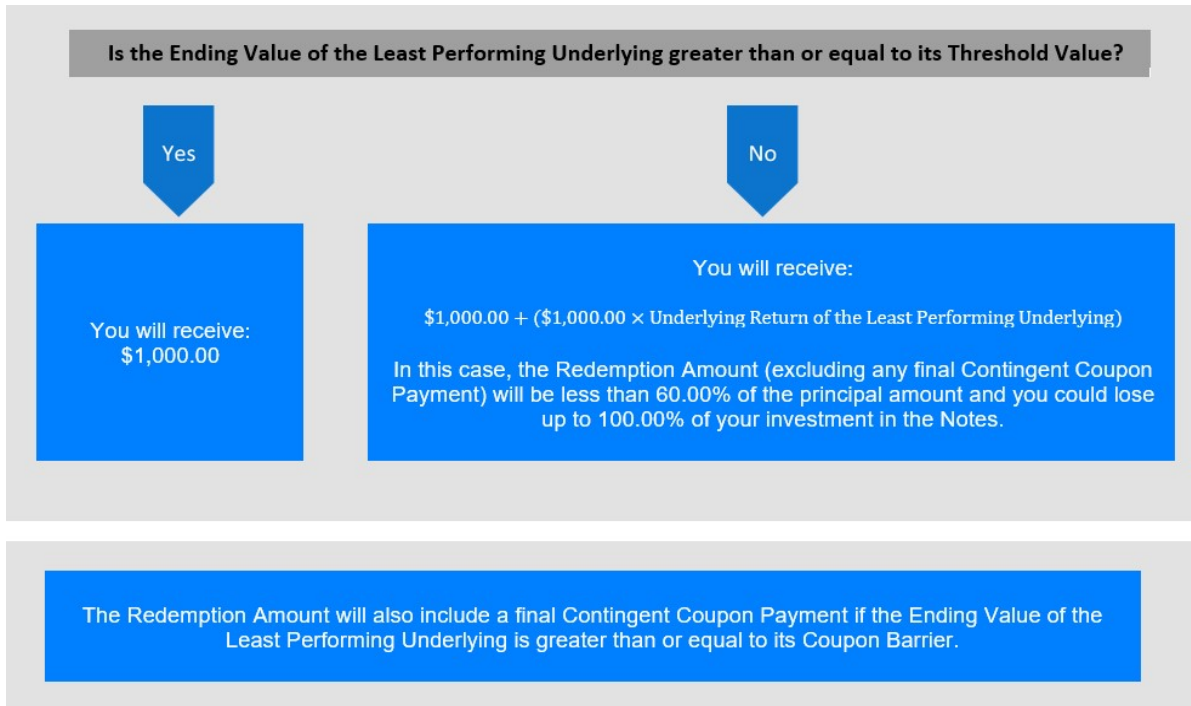 Is the Ending Value of the Least Performing Underlying greater than or equal to its Threshold Value?
Yes
No
You will receive:
$1,000.00
You will receive:
$1,000.00 + ($1,000.00 × Underlying Return of the Least Performing Underlying)
In this case, the Redemption Amount (excluding any final Contingent Coupon
Payment) will be less than 60.00% of the principal amount and you could lose
up to 100.00% of your investment in the Notes.
The Redemption Amount will also include a final Contingent Coupon Payment if the Ending Value of the
Least Performing Underlying is greater than or equal to its Coupon Barrier.